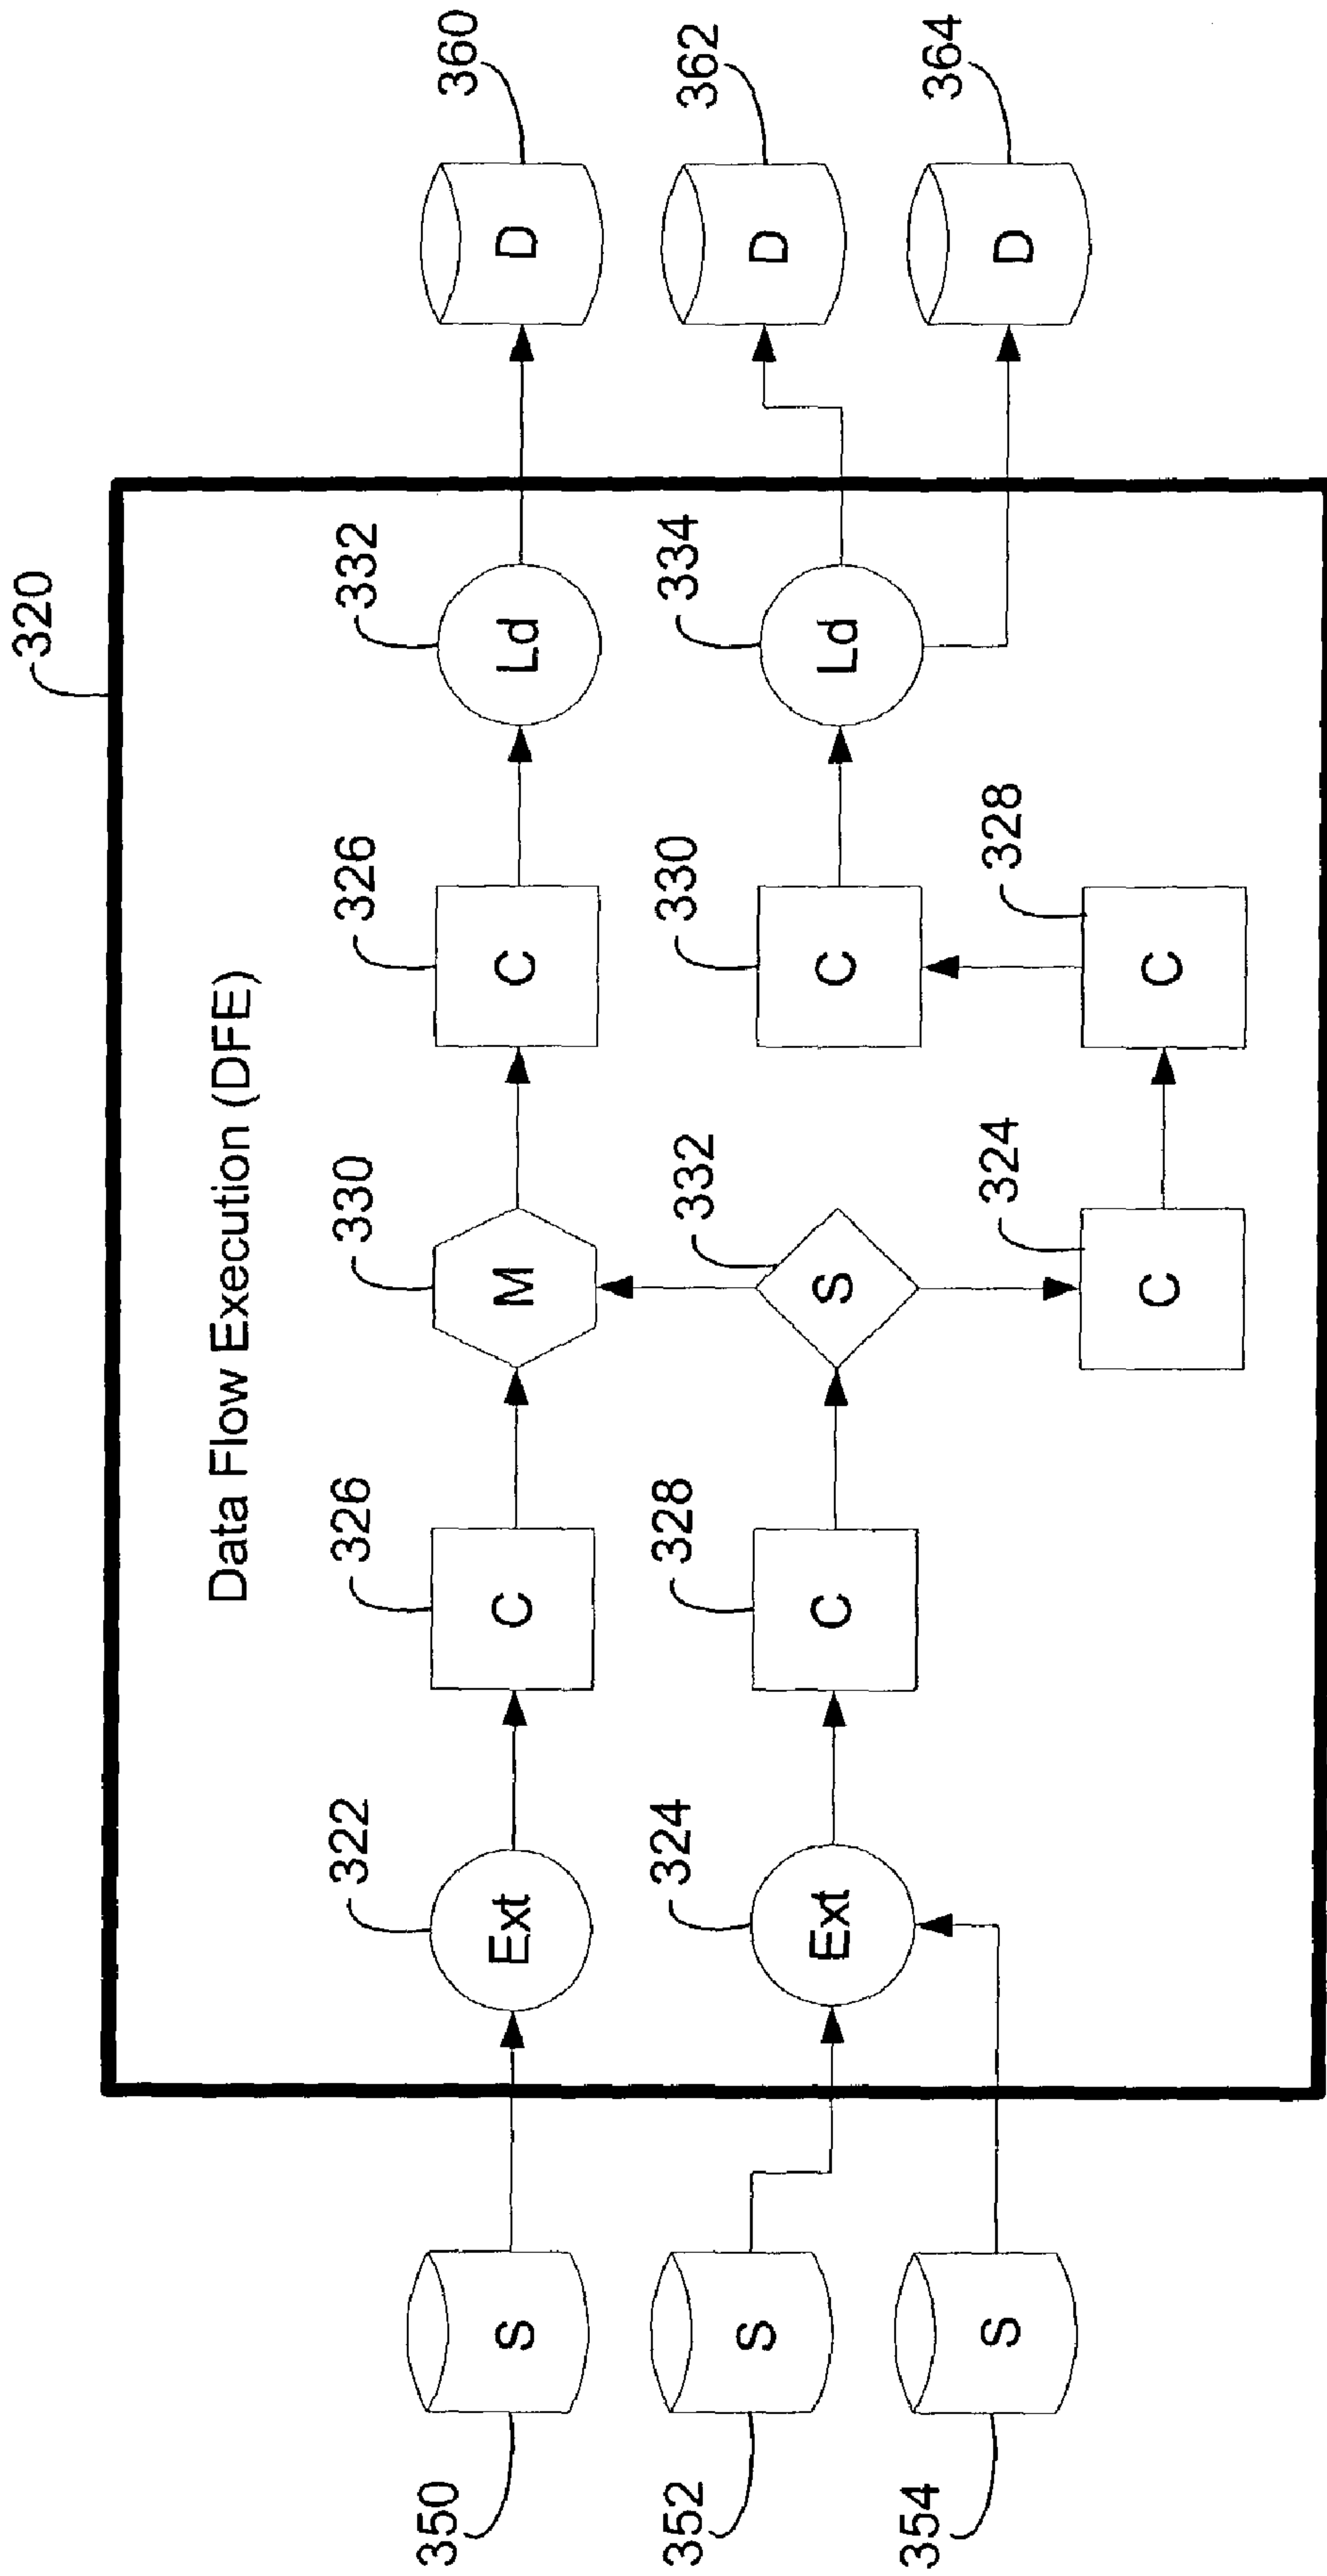 320
Data Flow Execution (DFE)
322
326
330
326
332
360
S
Ext
C
M
C
Ld
D
350
324
328
332
330
334
362
S
Ext
C
S
C
Ld
D
352
324
328
364
S
C
C
D
354